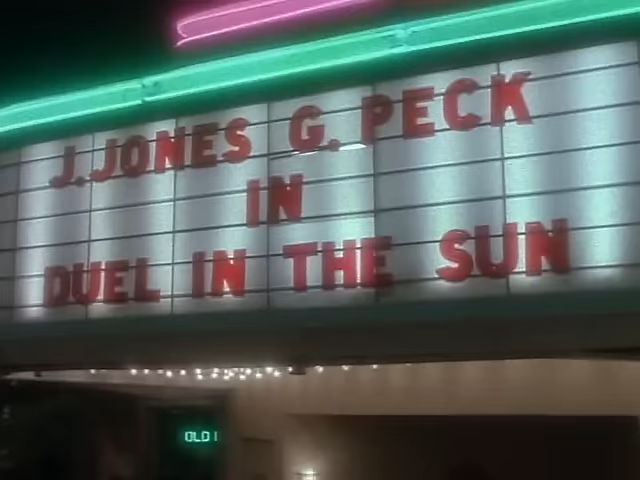 J. JONES G. PECK
IN
DUEL IN THE SUN
OLD!